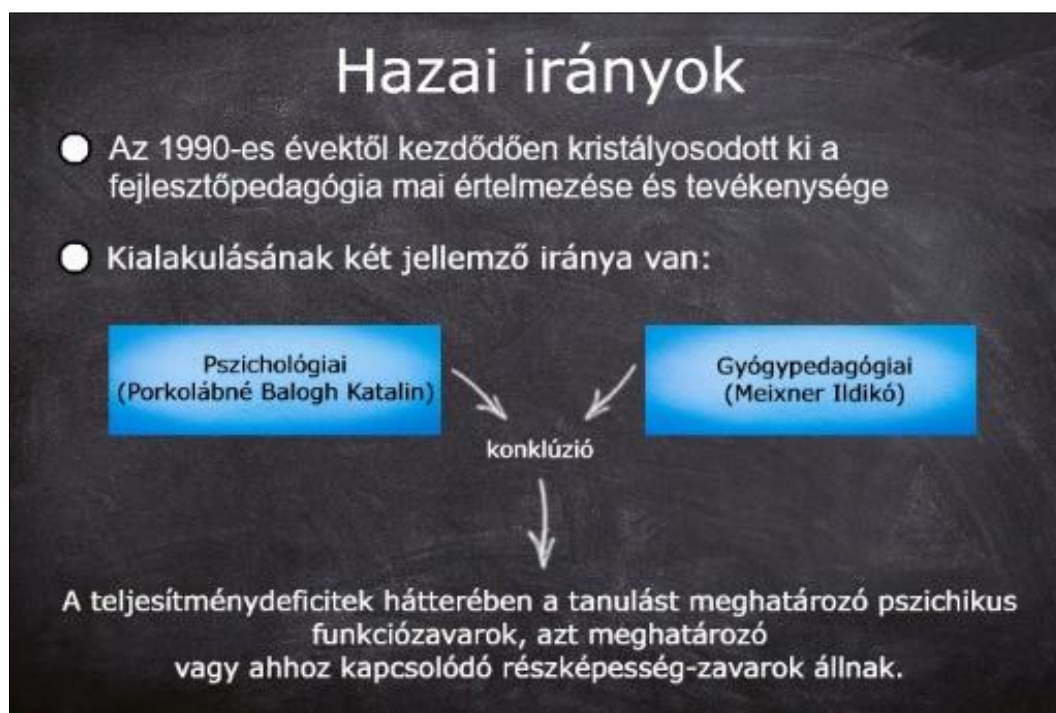 Hazai irányok
Az 1990-es évektől kezdődően kristályosodott ki a
fejlesztőpedagógia mai értelmezése és tevékenysége
Kialakulásának két jellemző iránya van:
Pszichológiai
(Porkolábné Balogh Katalin)
Gyógypedagógiai
(Meixner Ildikó)
konklúzió
A teljesítménydeficitek hátterében a tanulást meghatározó pszichikus
funkciózavarok, azt meghatározó
vagy ahhoz kapcsolódó részképesség-zavarok állnak.